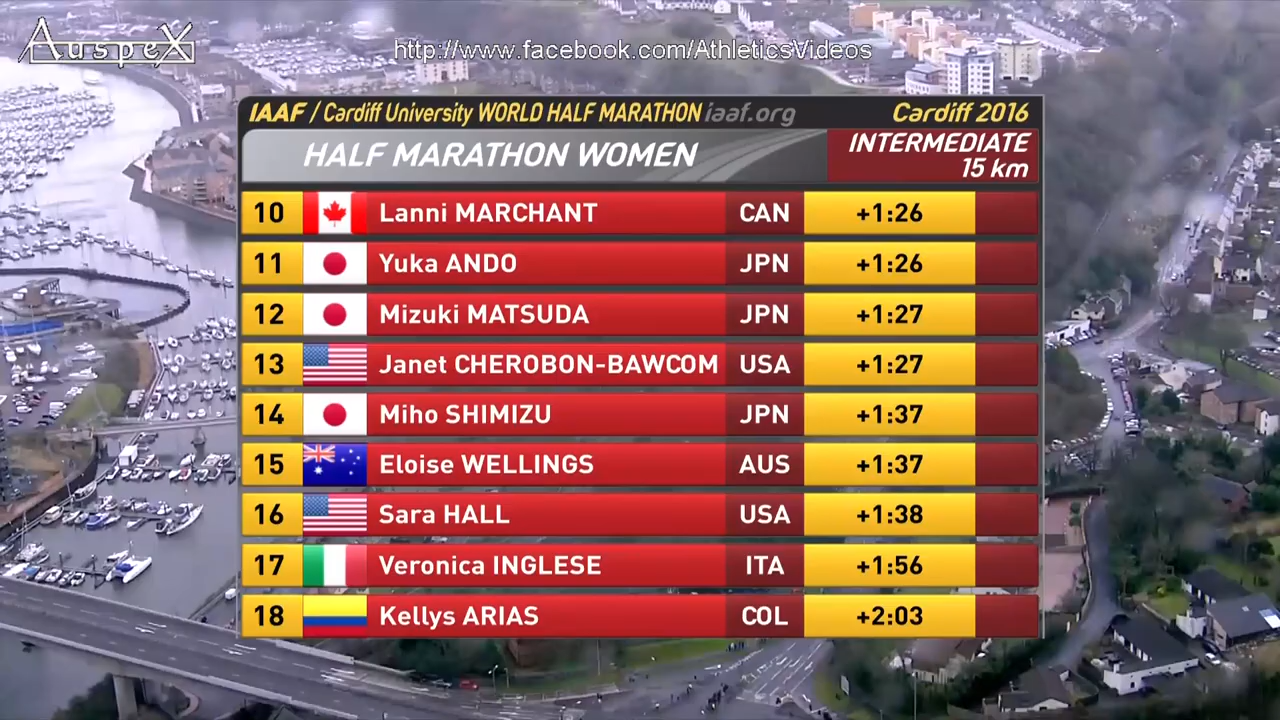 AuspeX
http://www.facebook.com/AthleticsVideos
IAAF / Cardiff University WORLD HALF MARATHON iaaf.org Cardiff 2016
HALF MARATHON WOMEN
INTERMEDIATE
15 km
10 Lanni MARCHANT CAN +1:26
11 Yuka ANDO JPN +1:26
12 Mizuki MATSUDA JPN +1:27
13 Janet CHEROBON-BAWCOM USA +1:27
14 Miho SHIMIZU JPN +1:37
15 Eloise WELLINGS AUS +1:37
16 Sara HALL USA +1:38
17 Veronica INGLESE ITA +1:56
18 Kellys ARIAS COL +2:03